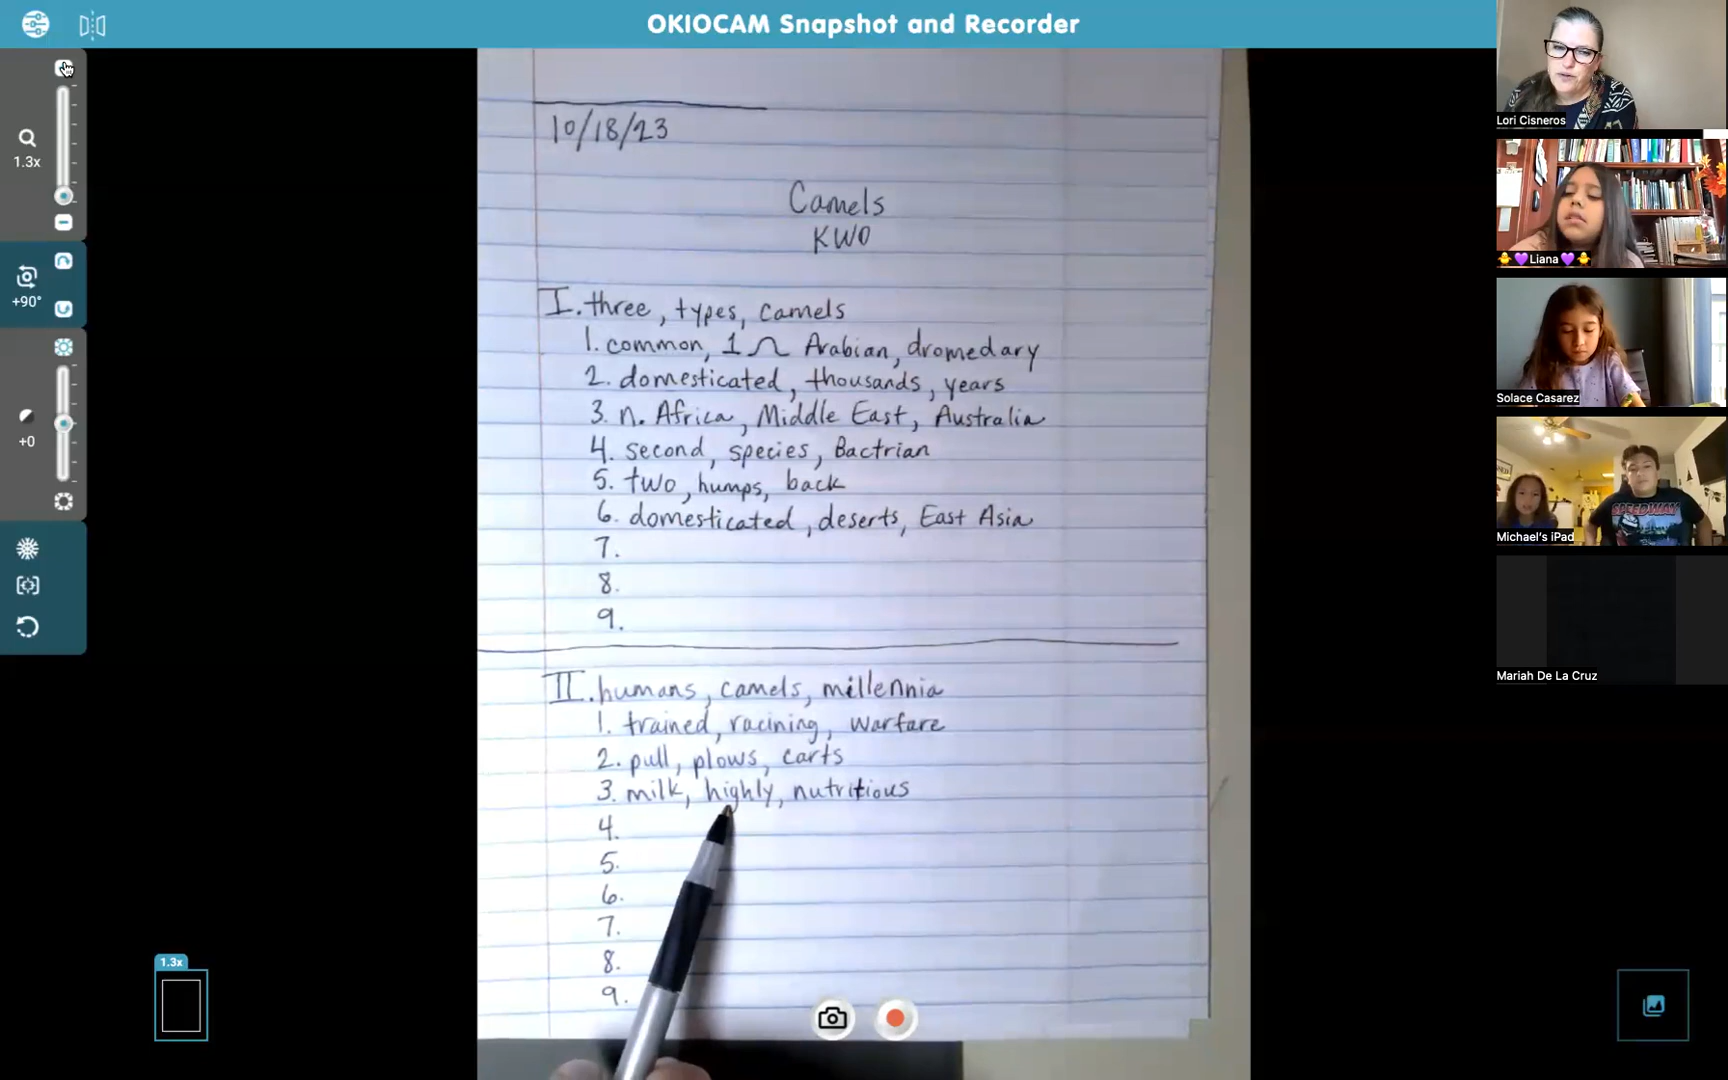 OKIOCAM Snapshot and Recorder
1.3x
+90°
+0
1.3x
10/18/23
Camels
KWO
I. three, types, camels
1. common, 1 Arabian, dromedary
2. domesticated, thousands, years
3. n. Africa, Middle East, Australia
4. second, species, Bactrian
5. two, humps, back
6. domesticated, deserts, East Asia
7.
8.
9.
II. humans, camels, millennia
1. trained, racining, warfare
2. pull, plows, carts
3. milk, highly, nutritious
4.
5.
6.
7.
8.
9.
Lori Cisneros
🐥💜Liana💜🐥
Solace Casarez
SPEEDWAY
Michael's iPad
Mariah De La Cruz